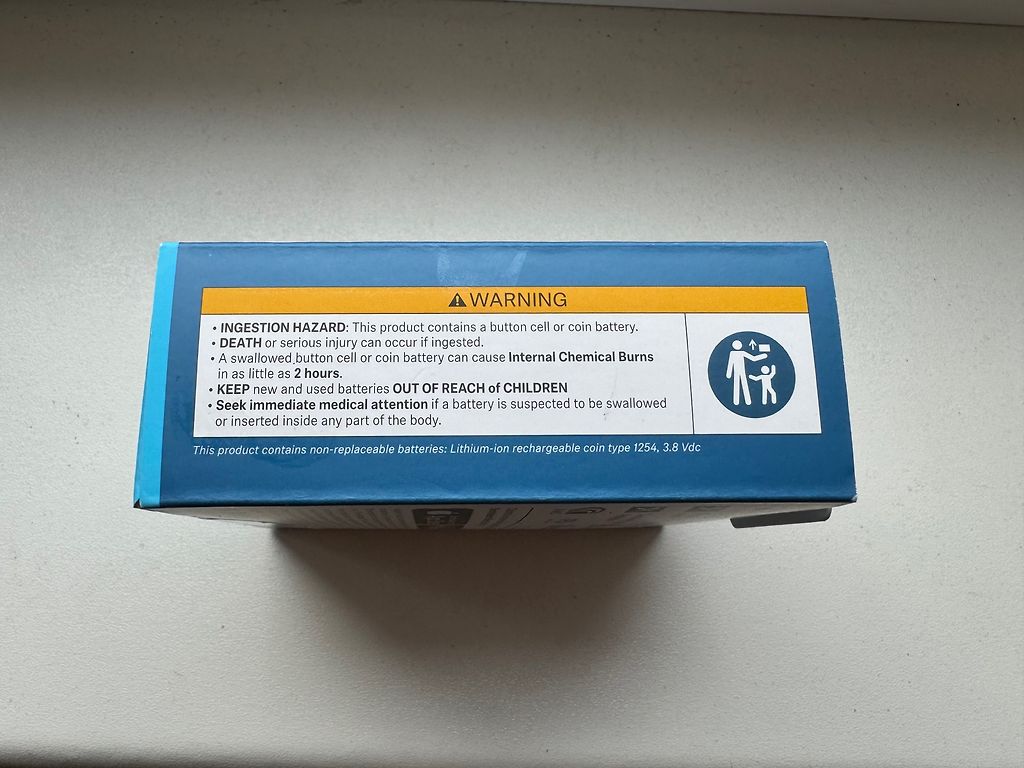 ⚠WARNING
• INGESTION HAZARD: This product contains a button cell or coin battery.
• DEATH or serious injury can occur if ingested.
• A swallowed button cell or coin battery can cause Internal Chemical Burns
in as little as 2 hours.
• KEEP new and used batteries OUT OF REACH of CHILDREN
• Seek immediate medical attention if a battery is suspected to be swallowed
or inserted inside any part of the body.
This product contains non-replaceable batteries: Lithium-ion rechargeable coin type 1254, 3.8 Vdc